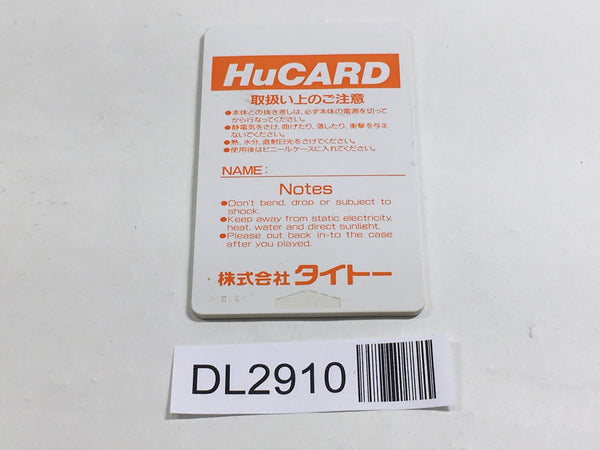 HuCARD
取扱い上のご注意
●本体との抜き差しは、必ず本体の電源を切って
から行なってください。
●静電気をさけ、曲げたり、落したり、衝撃を与え
ないでください。
●熱、水分、直射日光をさけてください。
●使用後はビニールケースに入れてください。
NAME:
Notes
●Don't bend, drop or subject to
shock.
●Keep away from static electricity,
heat, water and direct sunlight.
●Please put back in-to the case
after you played.
株式会社 タイトー
DL2910